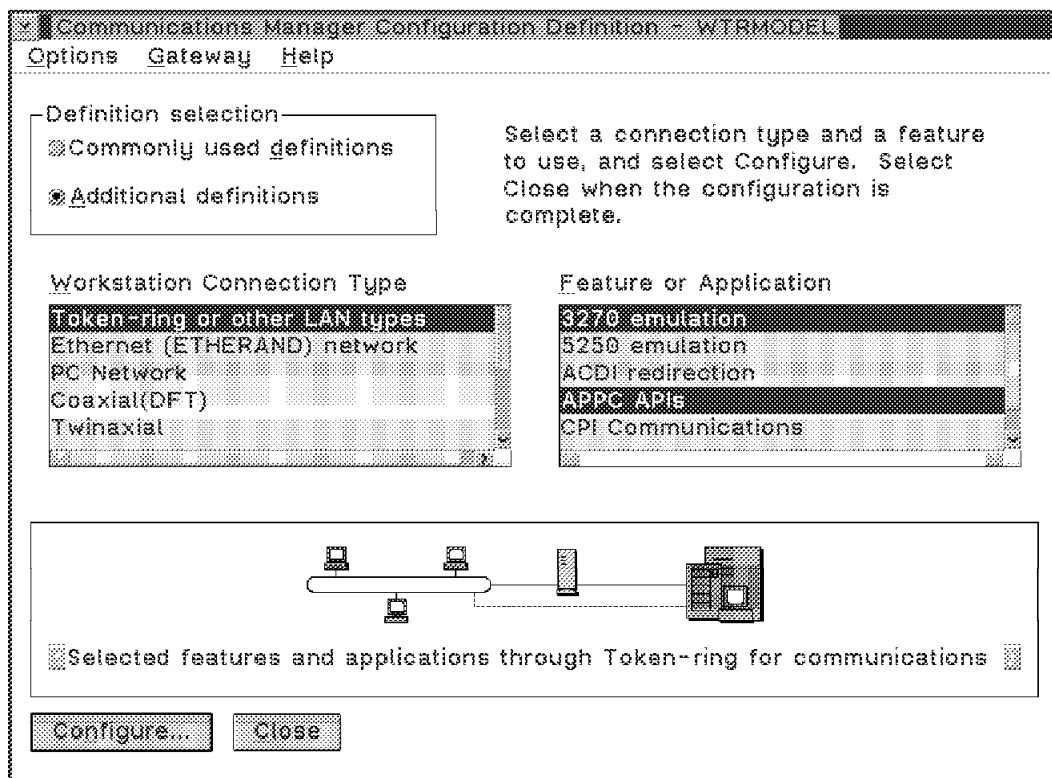 Communications Manager Configuration Definition - WTRMODEL
Options Gateway Help
Definition selection
Commonly used definitions
Additional definitions
Select a connection type and a feature
to use, and select Configure. Select
Close when the configuration is
complete.
Workstation Connection Type
Token-ring or other LAN types
Ethernet (ETHERAND) network
PC Network
Coaxial(DFT)
Twinaxial
Feature or Application
3270 emulation
5250 emulation
ACDI redirection
APPC APIs
CPI Communications
Selected features and applications through Token-ring for communications
Configure...
Close